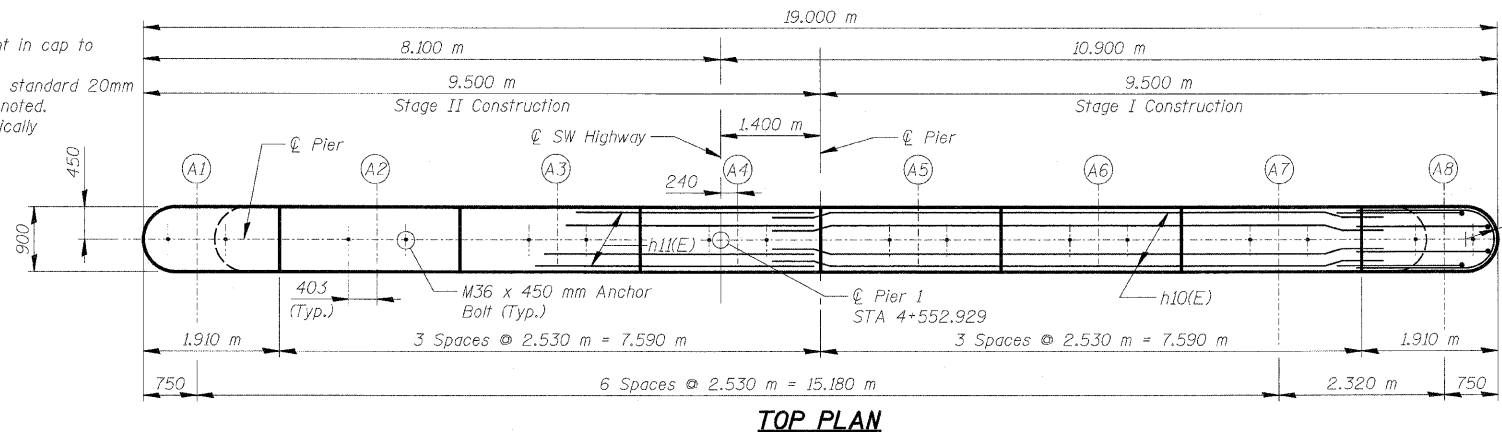 19.000 m
nt in cap to
8.100 m
10.900 m
standard 20mm
noted.
ically
9.500 m
9.500 m
Stage II Construction
Stage I Construction
1.400 m
℄ SW Highway
℄ Pier
℄ Pier
450
A1
A2
A3
A4
A5
A6
A7
A8
240
900
h11(E)
403
(Typ.)
M36 x 450 mm Anchor
Bolt (Typ.)
℄ Pier 1
STA 4+552.929
h10(E)
1.910 m
3 Spaces @ 2.530 m = 7.590 m
3 Spaces @ 2.530 m = 7.590 m
1.910 m
750
6 Spaces @ 2.530 m = 15.180 m
2.320 m
750
TOP PLAN